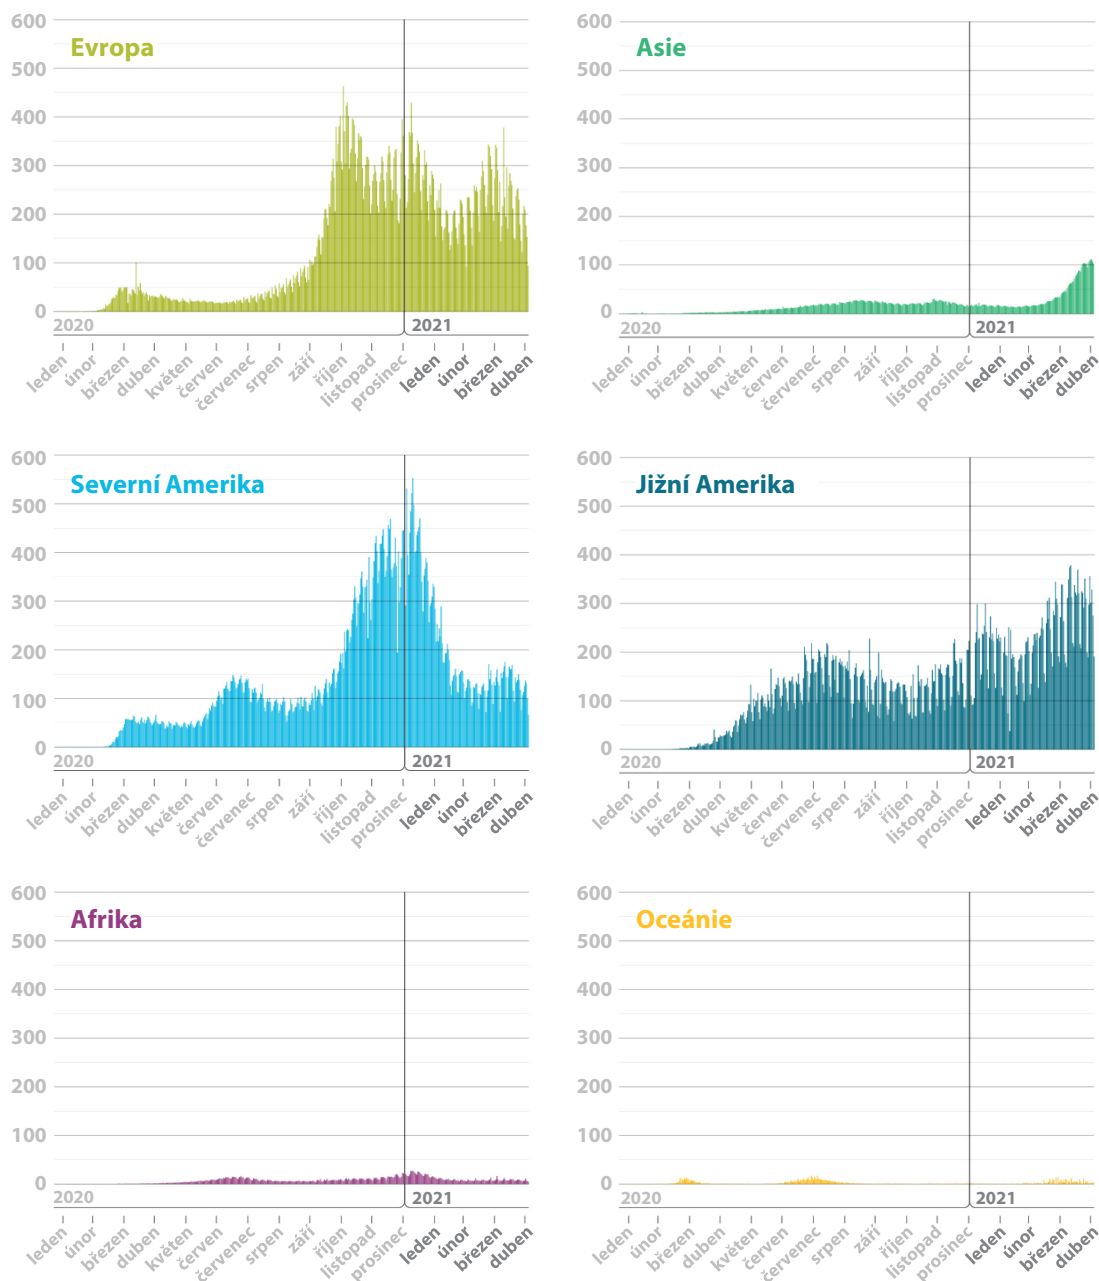 Evropa
600
500
400
300
200
100
0
2020
2021
leden
únor
březen
duben
květen
červen
červenec
srpen
září
říjen
listopad
prosinec
leden
únor
březen
duben
Asie
600
500
400
300
200
100
0
2020
2021
leden
únor
březen
duben
květen
červen
červenec
srpen
září
říjen
listopad
prosinec
leden
únor
březen
duben
Severní Amerika
600
500
400
300
200
100
0
2020
2021
leden
únor
březen
duben
květen
červen
červenec
srpen
září
říjen
listopad
prosinec
leden
únor
březen
duben
Jižní Amerika
600
500
400
300
200
100
0
2020
2021
leden
únor
březen
duben
květen
červen
červenec
srpen
září
říjen
listopad
prosinec
leden
únor
březen
duben
Afrika
600
500
400
300
200
100
0
2020
2021
leden
únor
březen
duben
květen
červen
červenec
srpen
září
říjen
listopad
prosinec
leden
únor
březen
duben
Oceánie
600
500
400
300
200
100
0
2020
2021
leden
únor
březen
duben
květen
červen
červenec
srpen
září
říjen
listopad
prosinec
leden
únor
březen
duben